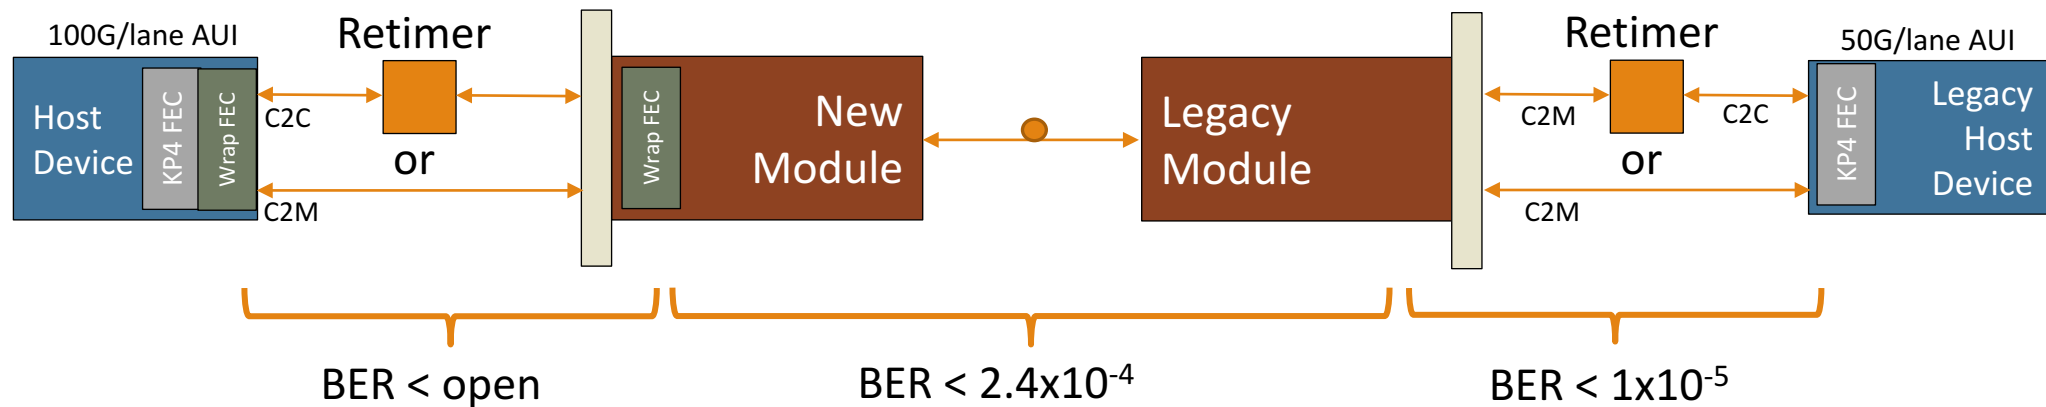 100G/lane AUI
Retimer
Retimer
50G/lane AUI
Host
Device
KP4 FEC
Wrap FEC
C2C
or
C2M
Wrap FEC
New
Module
Legacy
Module
C2M
C2C
or
C2M
KP4 FEC
Legacy
Host
Device
BER < open
BER < 2.4x10⁻⁴
BER < 1x10⁻⁵